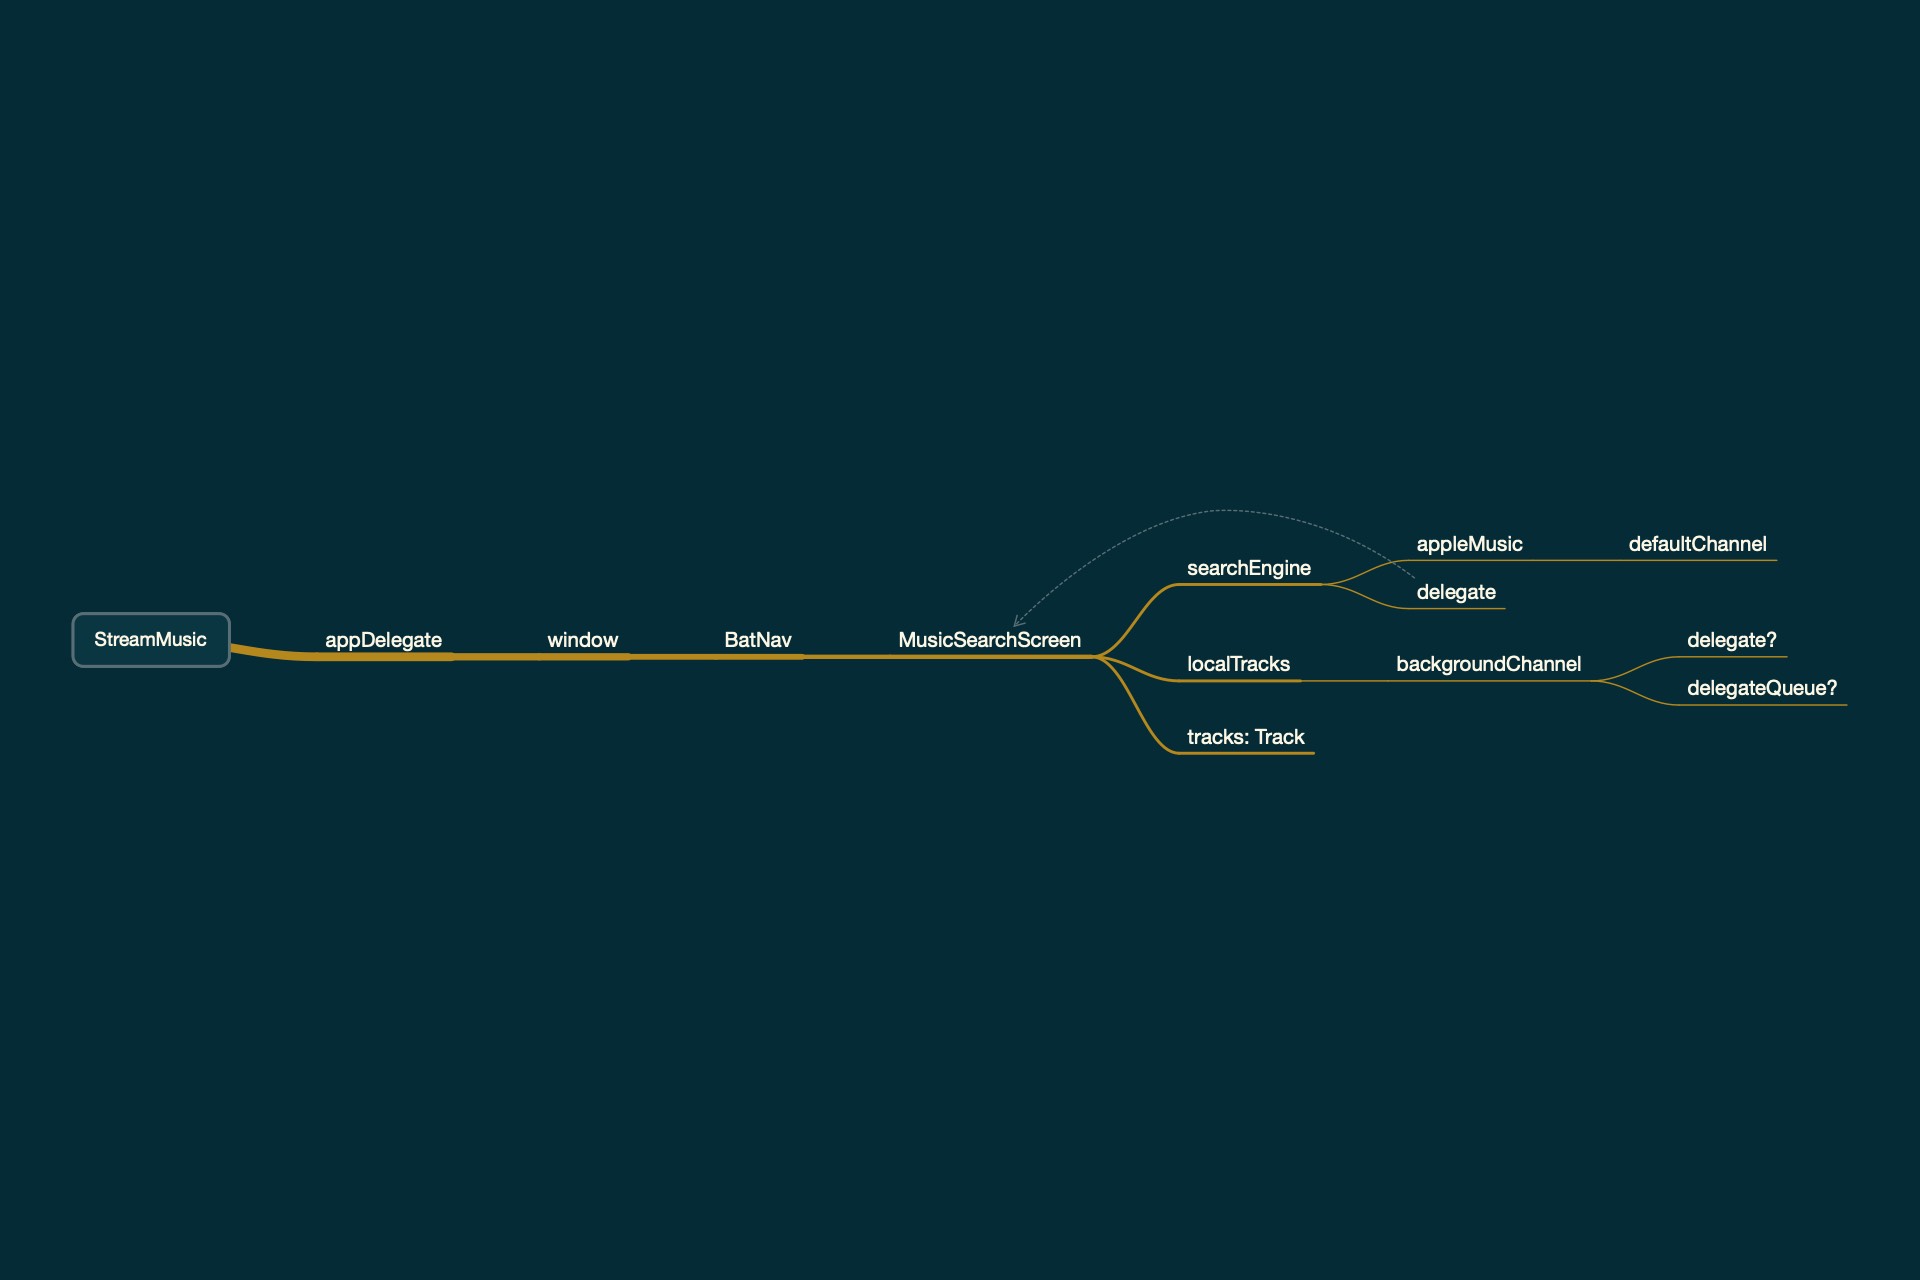 StreamMusic
appDelegate
window
BatNav
MusicSearchScreen
searchEngine
appleMusic
defaultChannel
delegate
localTracks
backgroundChannel
delegate?
delegateQueue?
tracks: Track